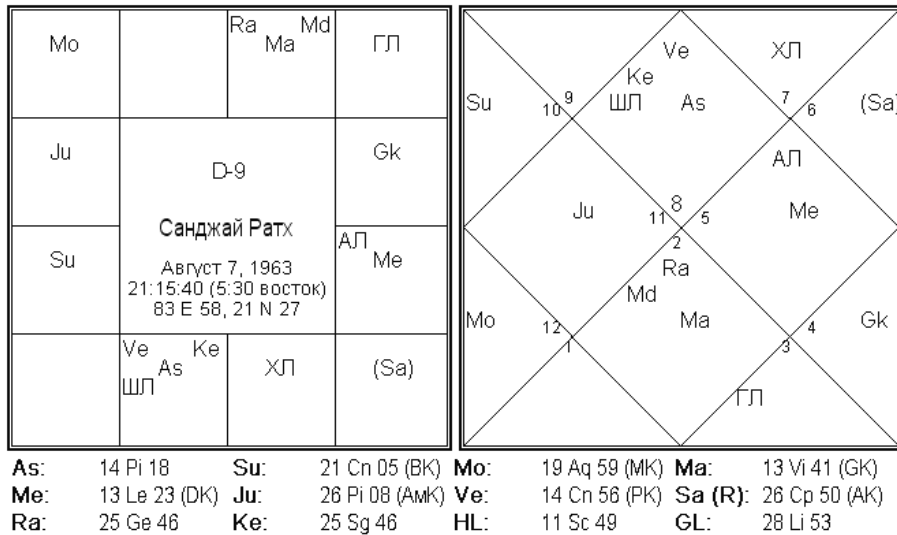 Ra Md
Mo Ma ГЛ
Ju Gk
D-9
Санджай Ратх
Август 7, 1963
21:15:40 (5:30 восток)
83 E 58, 21 N 27
Su АЛ Me
Ve Ke
ШЛ As ХЛ (Sa)
Ve ХЛ
Ke
Su 10 9 ШЛ As 7 6 (Sa)
АЛ
Ju 11 8 5 Me
2
Ra
Md
Mo 12 Ma 4 Gk
1 3
ГЛ
As: 14 Pi 18 Su: 21 Cn 05 (BK) Mo: 19 Aq 59 (MK) Ma: 13 Vi 41 (GK)
Me: 13 Le 23 (DK) Ju: 26 Pi 08 (АмК) Ve: 14 Cn 56 (PK) Sa (R): 26 Cp 50 (AK)
Ra: 25 Ge 46 Ke: 25 Sg 46 HL: 11 Sc 49 GL: 28 Li 53